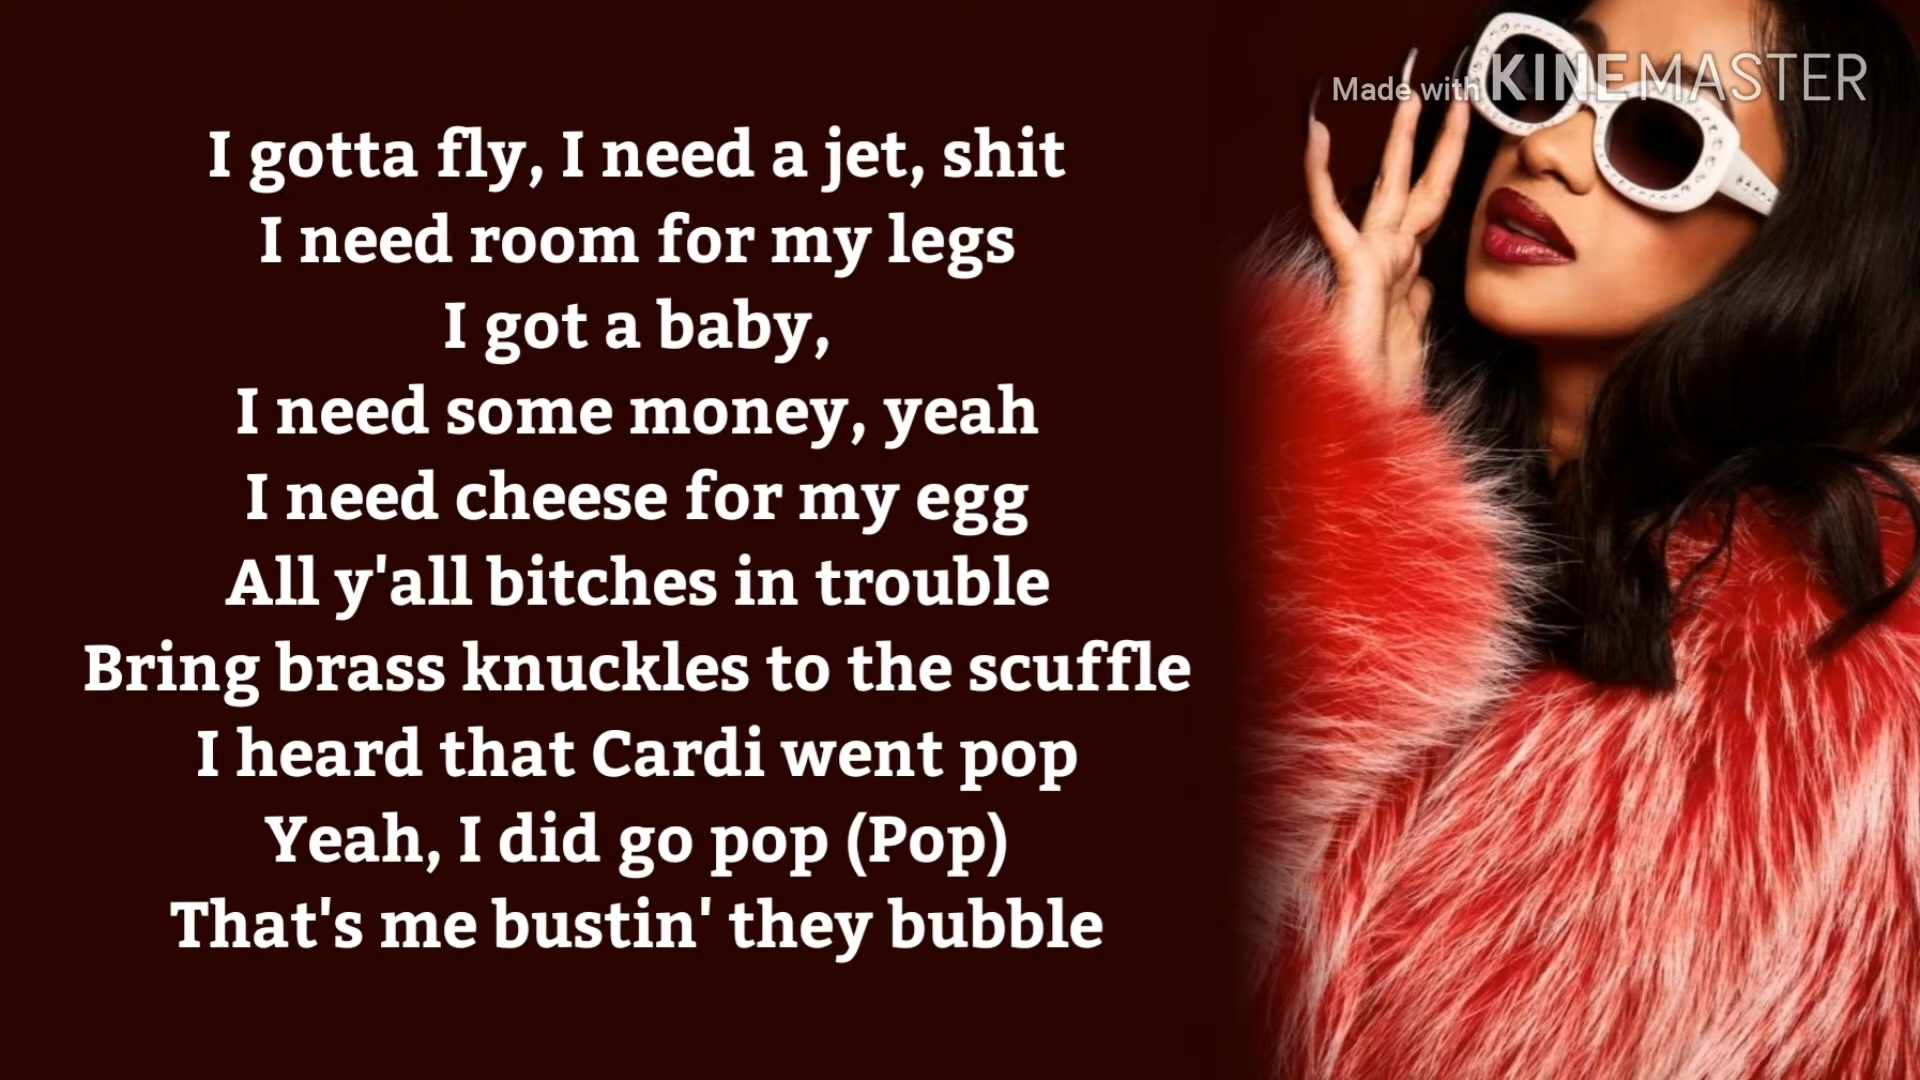 Made with KINEMASTER
I gotta fly, I need a jet, shit
I need room for my legs
I got a baby,
I need some money, yeah
I need cheese for my egg
All y'all bitches in trouble
Bring brass knuckles to the scuffle
I heard that Cardi went pop
Yeah, I did go pop (Pop)
That's me bustin' they bubble